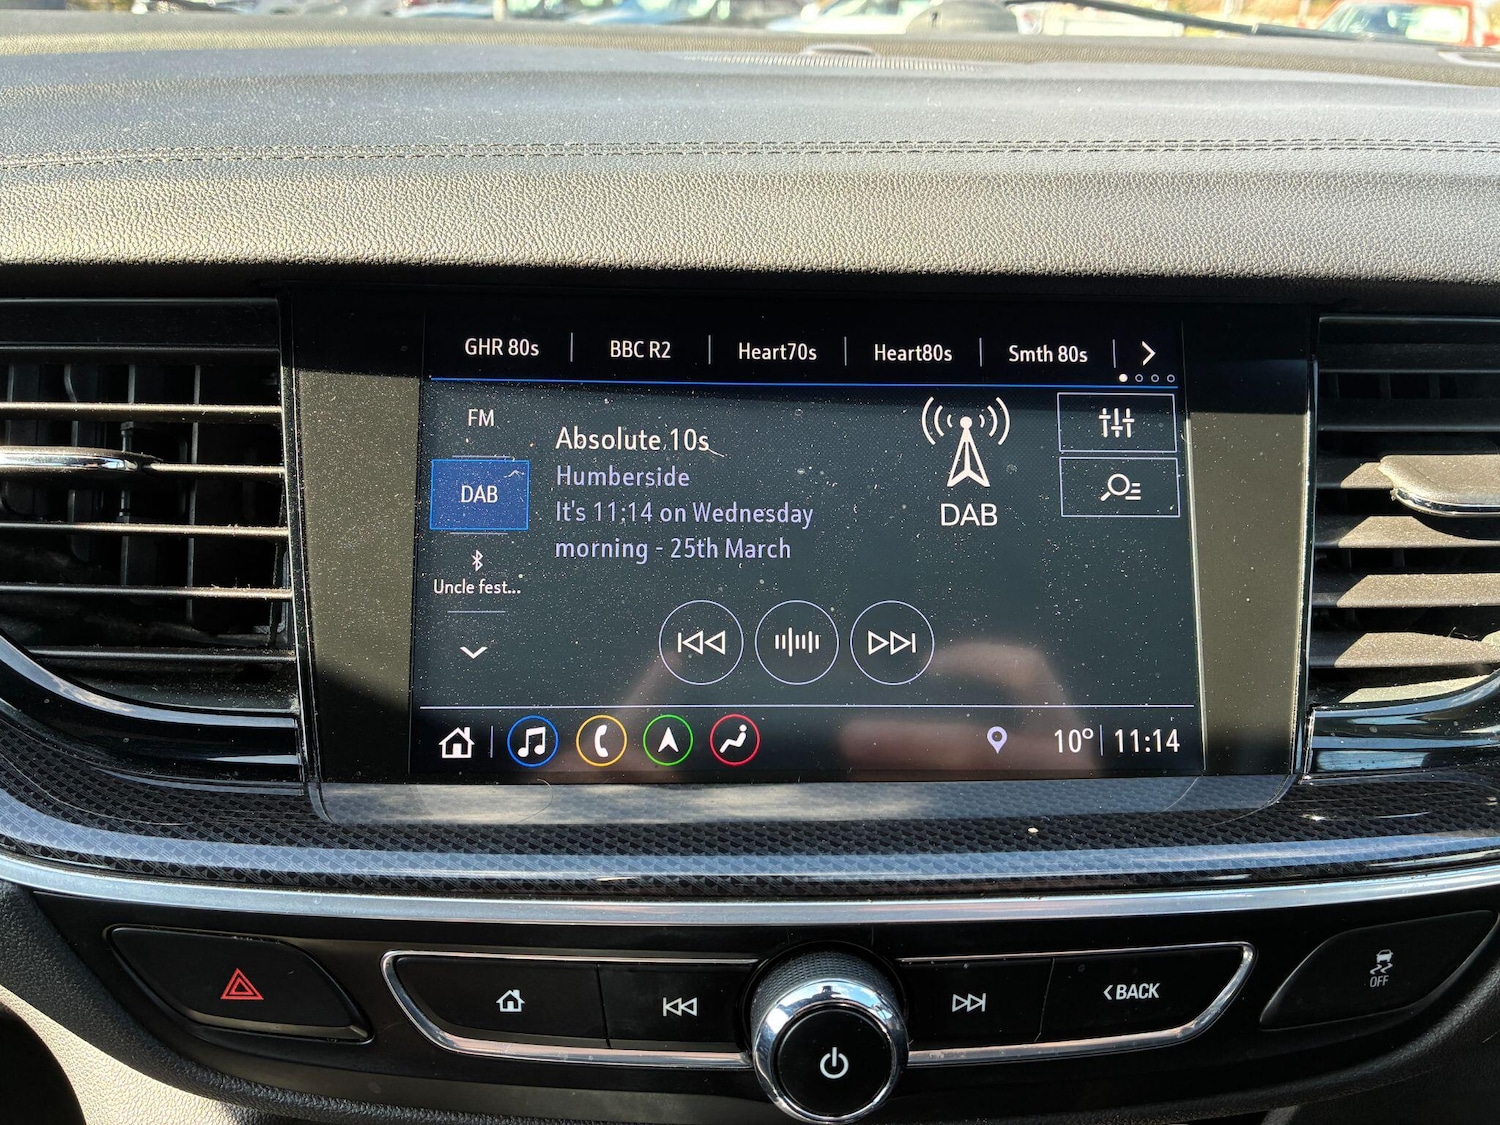 GHR 80s
BBC R2
Heart70s
Heart80s
Smth 80s
FM
DAB
Uncle fest...
Absolute 10s
Humberside
It's 11:14 on Wednesday
morning - 25th March
DAB
10° 11:14
BACK
OFF